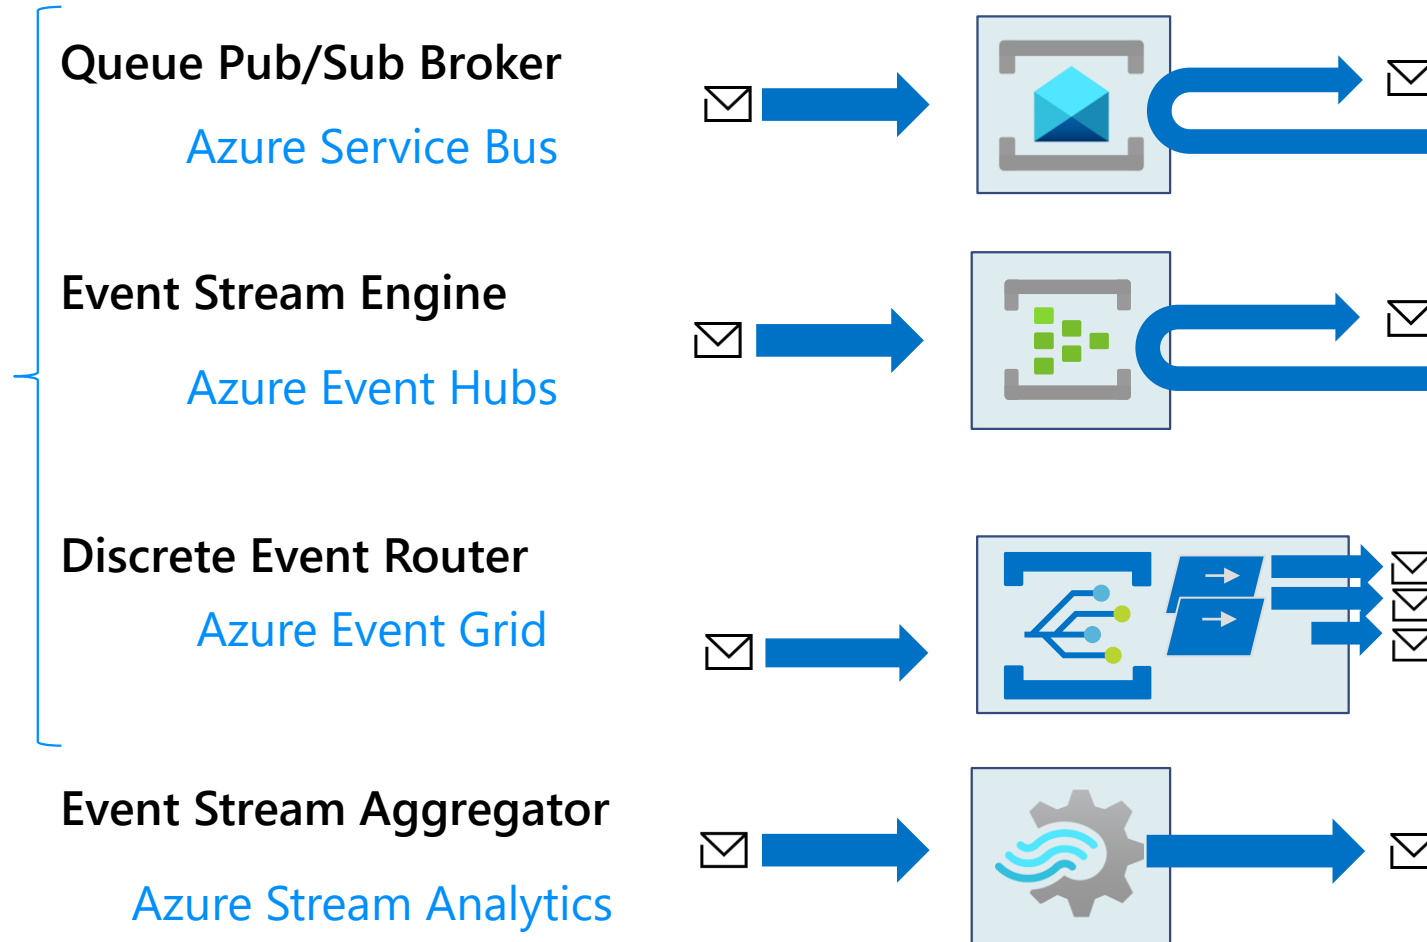 Queue Pub/Sub Broker
Azure Service Bus
Event Stream Engine
Azure Event Hubs
Discrete Event Router
Azure Event Grid
Event Stream Aggregator
Azure Stream Analytics